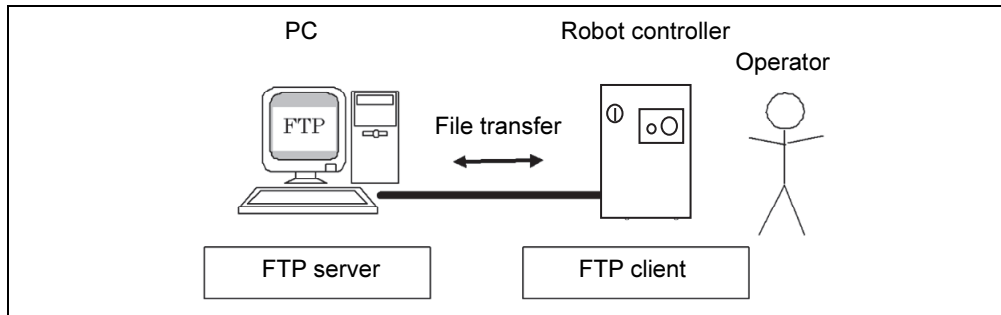 PC
Robot controller
Operator
FTP
File transfer
FTP server
FTP client